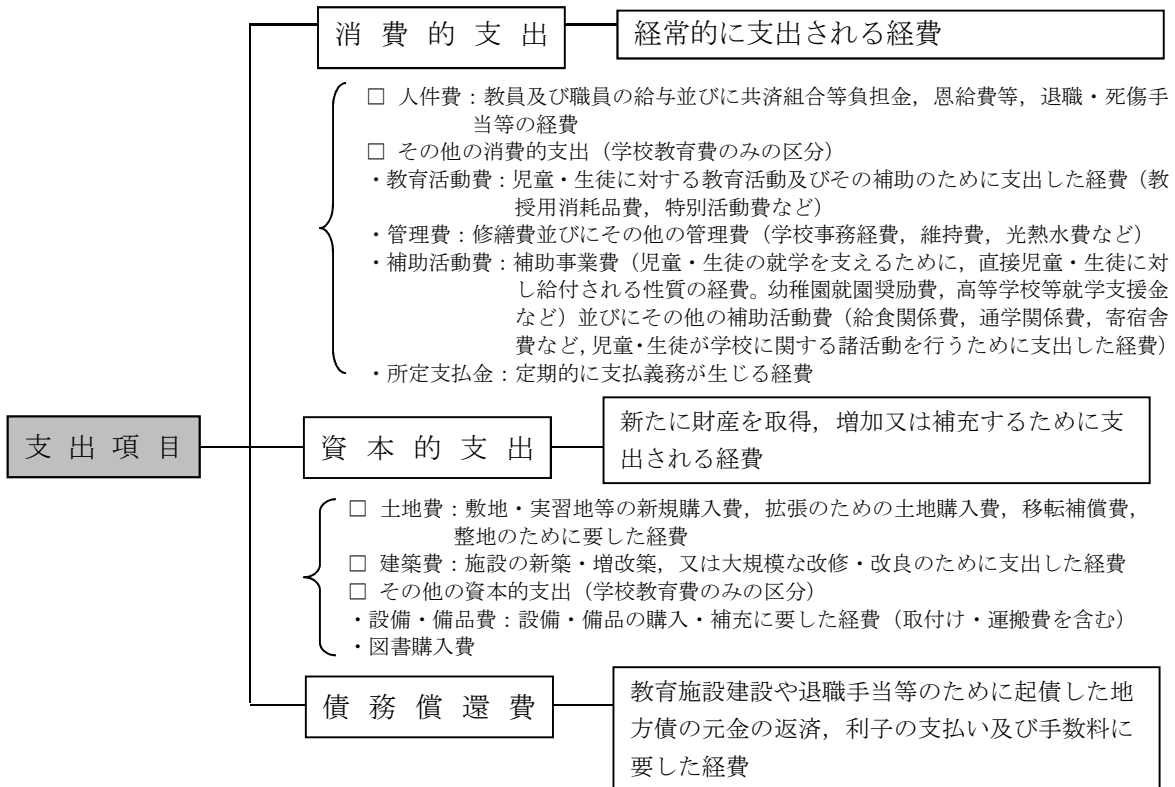 消費的支出
経常的に支出される経費
□ 人件費：教員及び職員の給与並びに共済組合等負担金，恩給費等，退職・死傷手
当等の経費
□ その他の消費的支出（学校教育費のみの区分）
・教育活動費：児童・生徒に対する教育活動及びその補助のために支出した経費（教
授用消耗品費，特別活動費など）
・管理費：修繕費並びにその他の管理費（学校事務経費，維持費，光熱水費など）
・補助活動費：補助事業費（児童・生徒の就学を支えるために，直接児童・生徒に対
し給付される性質の経費。幼稚園就園奨励費，高等学校等就学支援金
など）並びにその他の補助活動費（給食関係費，通学関係費，寄宿舎
費など，児童・生徒が学校に関する諸活動を行うために支出した経費）
・所定支払金：定期的に支払義務が生じる経費
支出項目
資本的支出
新たに財産を取得，増加又は補充するために支
出される経費
□ 土地費：敷地・実習地等の新規購入費，拡張のための土地購入費，移転補償費，
整地のために要した経費
□ 建築費：施設の新築・増改築，又は大規模な改修・改良のために支出した経費
□ その他の資本的支出（学校教育費のみの区分）
・設備・備品費：設備・備品の購入・補充に要した経費（取付け・運搬費を含む）
・図書購入費
債務償還費
教育施設建設や退職手当等のために起債した地
方債の元金の返済，利子の支払い及び手数料に
要した経費